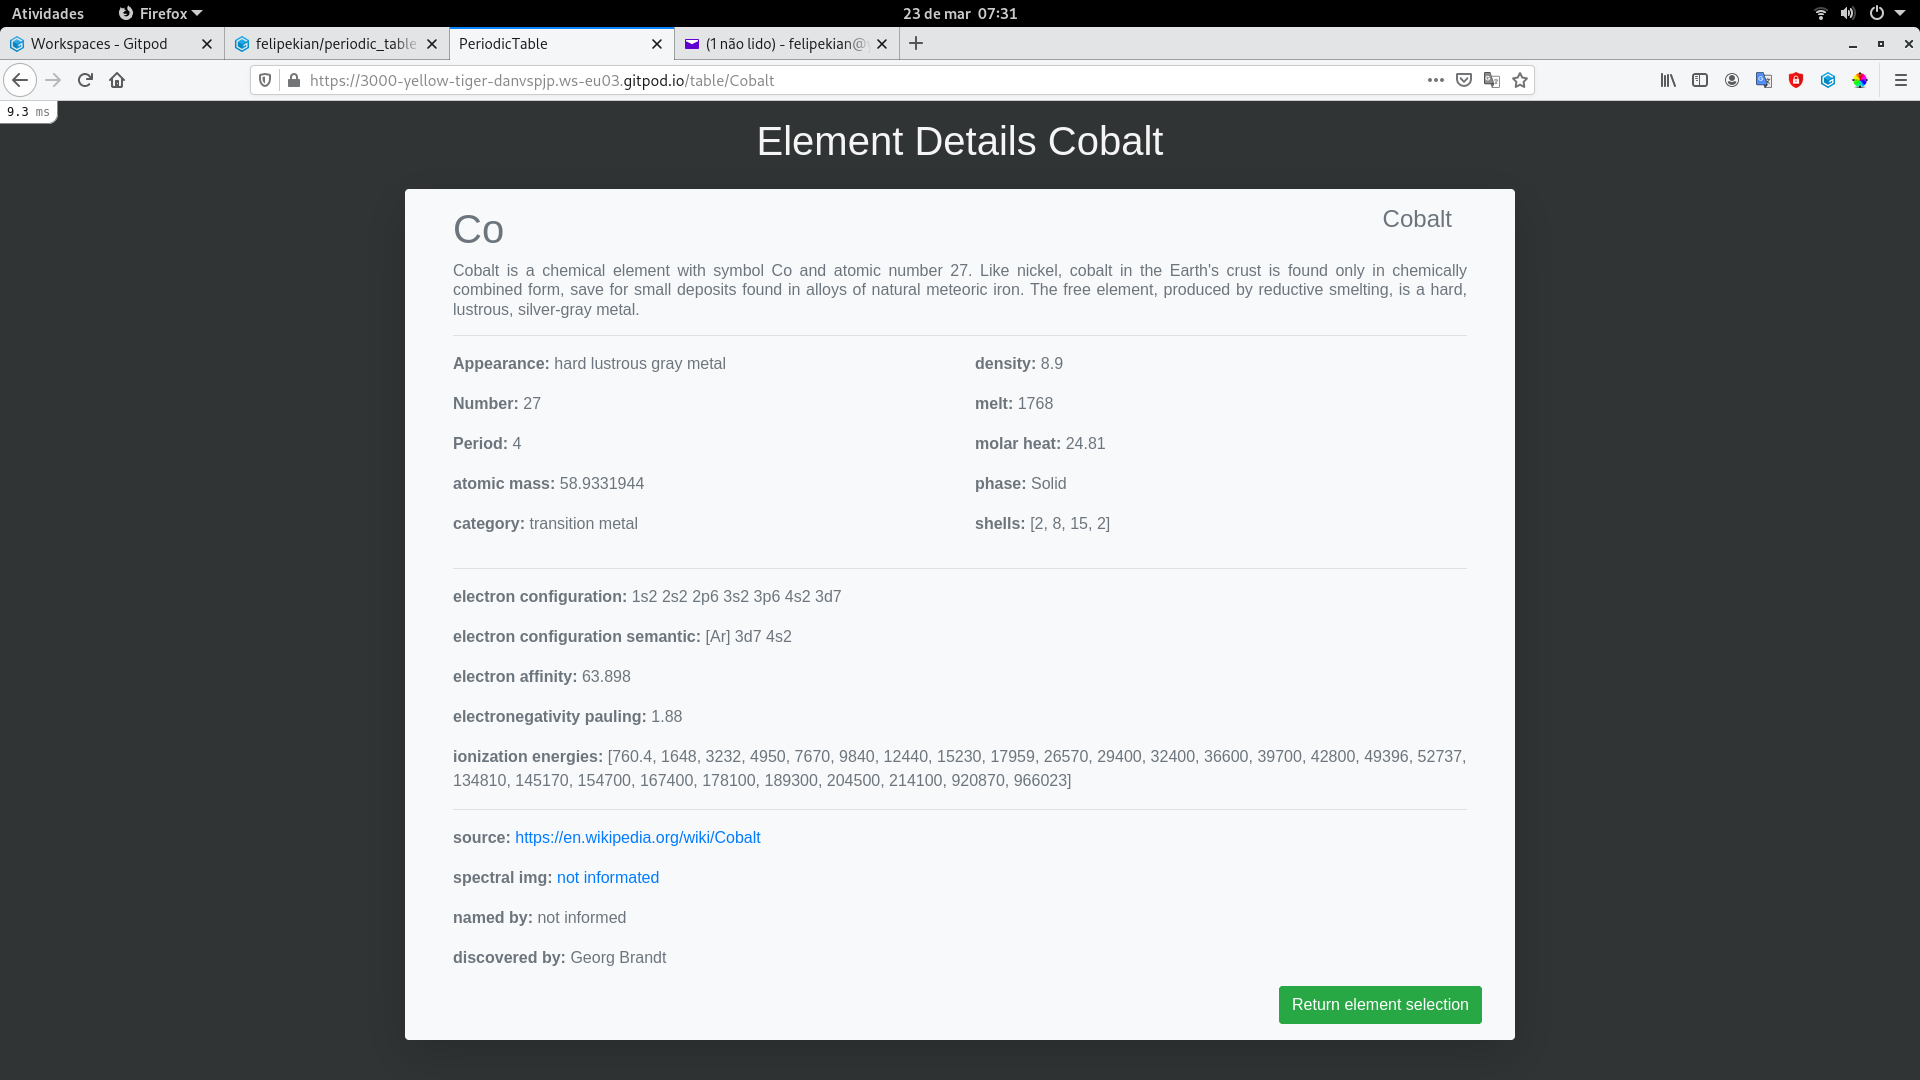 Atividades Firefox 23 de mar 07:31
Workspaces - Gitpod felipekian/periodic_table PeriodicTable (1 não lido) - felipekian@
https://3000-yellow-tiger-danvspjp.ws-eu03.gitpod.io/table/Cobalt
9.3 ms
Element Details Cobalt
Co Cobalt
Cobalt is a chemical element with symbol Co and atomic number 27. Like nickel, cobalt in the Earth's crust is found only in chemically
combined form, save for small deposits found in alloys of natural meteoric iron. The free element, produced by reductive smelting, is a hard,
lustrous, silver-gray metal.
Appearance: hard lustrous gray metal
Number: 27
Period: 4
atomic mass: 58.9331944
category: transition metal
density: 8.9
melt: 1768
molar heat: 24.81
phase: Solid
shells: [2, 8, 15, 2]
electron configuration: 1s2 2s2 2p6 3s2 3p6 4s2 3d7
electron configuration semantic: [Ar] 3d7 4s2
electron affinity: 63.898
electronegativity pauling: 1.88
ionization energies: [760.4, 1648, 3232, 4950, 7670, 9840, 12440, 15230, 17959, 26570, 29400, 32400, 36600, 39700, 42800, 49396, 52737,
134810, 145170, 154700, 167400, 178100, 189300, 204500, 214100, 920870, 966023]
source: https://en.wikipedia.org/wiki/Cobalt
spectral img: not informated
named by: not informed
discovered by: Georg Brandt
Return element selection